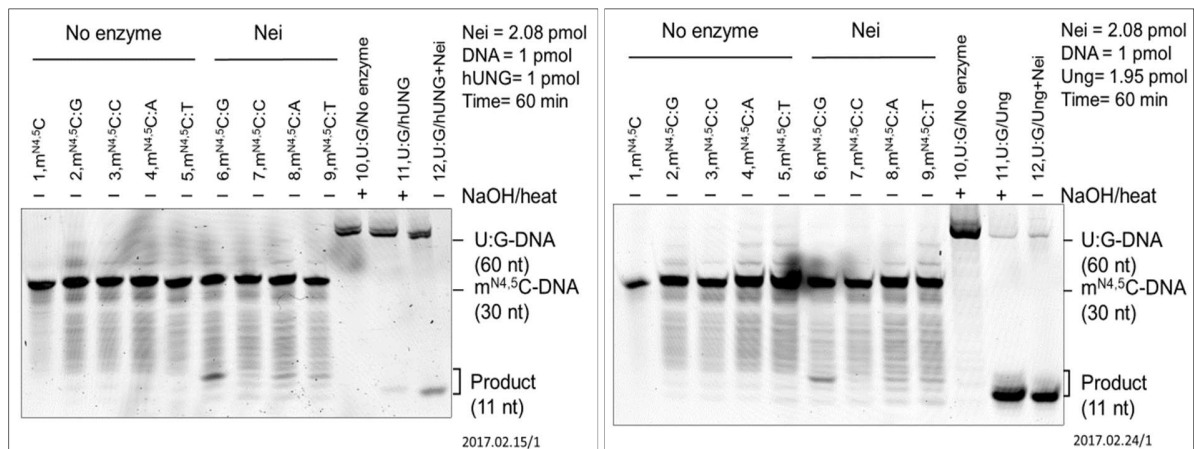 No enzyme
Nei
Nei = 2.08 pmol
DNA = 1 pmol
hUNG= 1 pmol
Time= 60 min
1,mN4,5C
2,mN4,5C:G
3,mN4,5C:C
4,mN4,5C:A
5,mN4,5C:T
6,mN4,5C:G
7,mN4,5C:C
8,mN4,5C:A
9,mN4,5C:T
10,U:G/No enzyme
11,U:G/hUNG
12,U:G/hUNG+Nei
– – – – – – – – – + + –
NaOH/heat
U:G-DNA
(60 nt)
mN4,5C-DNA
(30 nt)
Product
(11 nt)
2017.02.15/1
No enzyme
Nei
Nei = 2.08 pmol
DNA = 1 pmol
Ung= 1.95 pmol
Time= 60 min
1,mN4,5C
2,mN4,5C:G
3,mN4,5C:C
4,mN4,5C:A
5,mN4,5C:T
6,mN4,5C:G
7,mN4,5C:C
8,mN4,5C:A
9,mN4,5C:T
10,U:G/No enzyme
11,U:G/Ung
12,U:G/Ung+Nei
– – – – – – – – – + + –
NaOH/heat
U:G-DNA
(60 nt)
mN4,5C-DNA
(30 nt)
Product
(11 nt)
2017.02.24/1